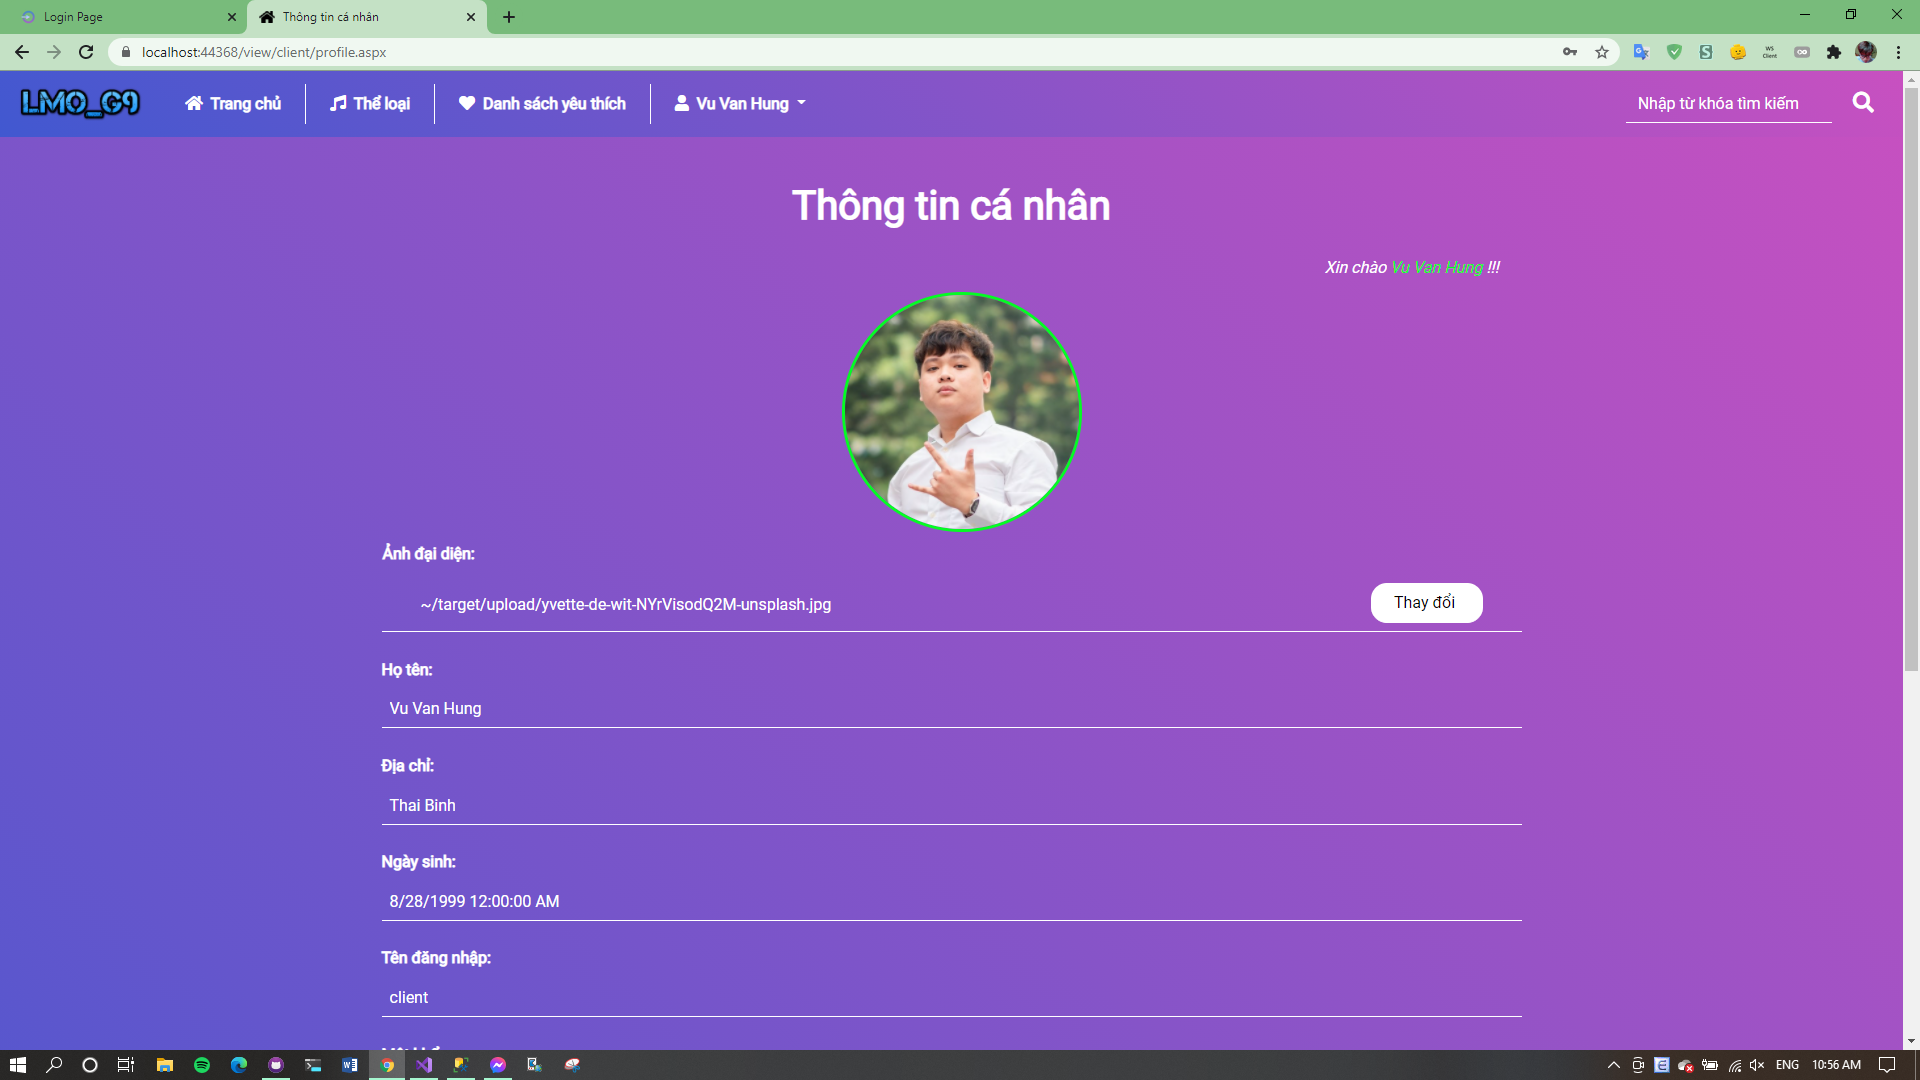 Login Page
Thông tin cá nhân
localhost:44368/view/client/profile.aspx
LMO_G9
Trang chủ
Thể loại
Danh sách yêu thích
Vu Van Hung
Nhập từ khóa tìm kiếm
Thông tin cá nhân
Xin chào Vu Van Hung !!!
Ảnh đại diện:
~/target/upload/yvette-de-wit-NYrVisodQ2M-unsplash.jpg
Thay đổi
Họ tên:
Vu Van Hung
Địa chỉ:
Thai Binh
Ngày sinh:
8/28/1999 12:00:00 AM
Tên đăng nhập:
client
ENG
10:56 AM